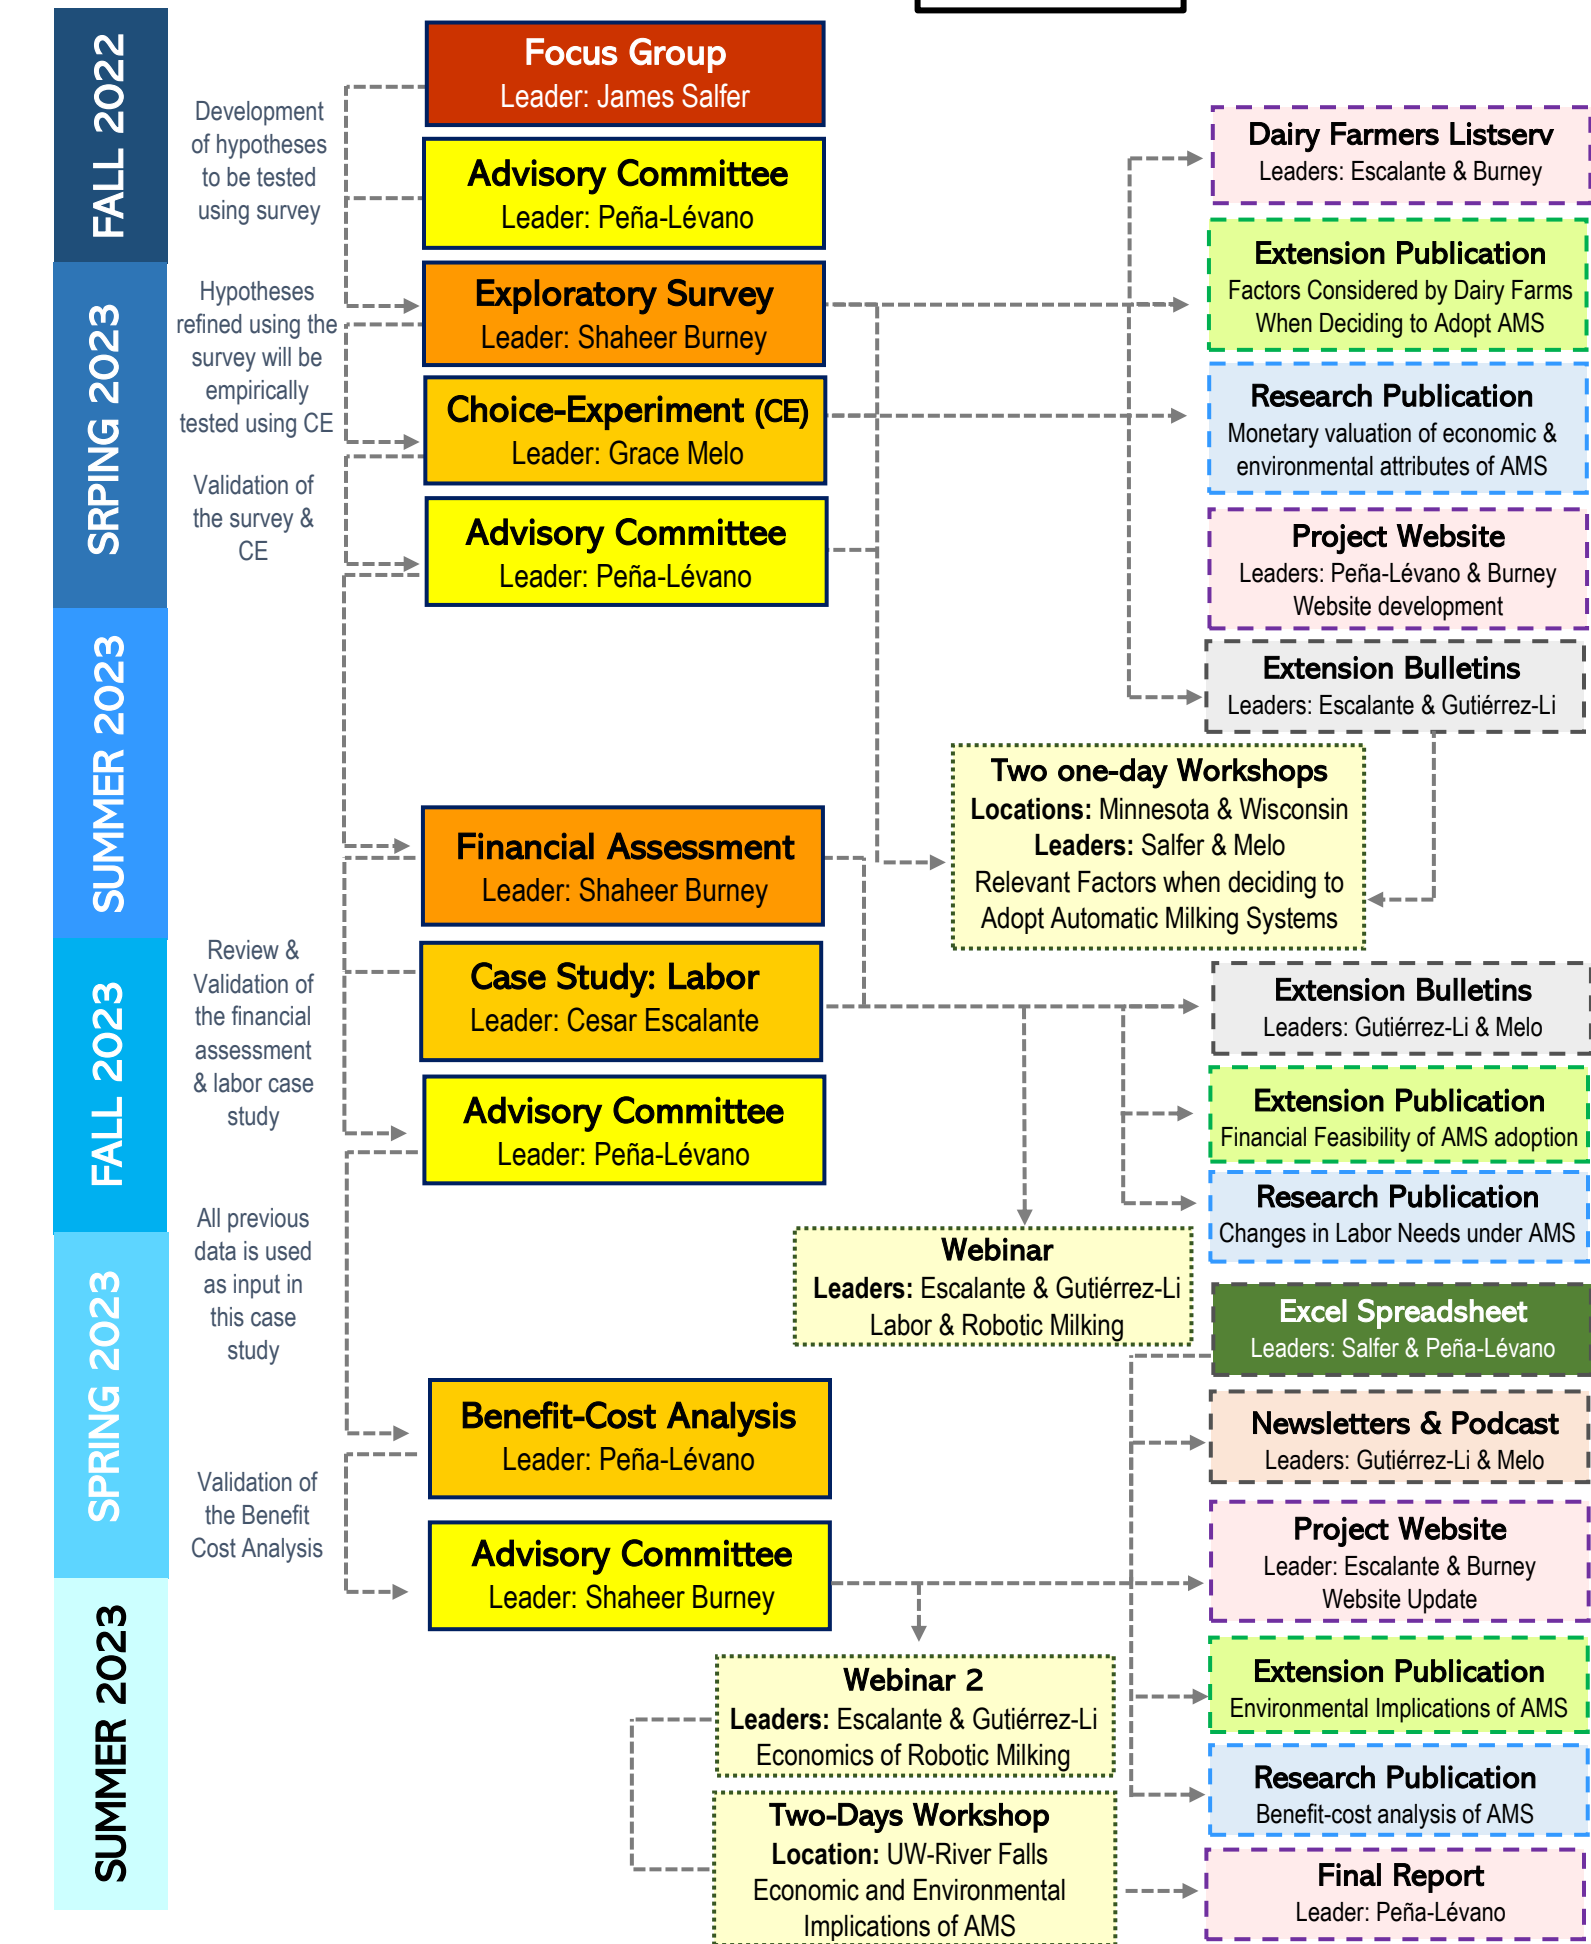 FALL 2022
SRPING 2023
SUMMER 2023
FALL 2023
SPRING 2023
SUMMER 2023
Development
of hypotheses
to be tested
using survey
Hypotheses
refined using the
survey will be
empirically
tested using CE
Validation of
the survey &
CE
Review &
Validation of
the financial
assessment
& labor case
study
All previous
data is used
as input in
this case
study
Validation of
the Benefit
Cost Analysis
Focus Group
Leader: James Salfer
Advisory Committee
Leader: Peña-Lévano
Exploratory Survey
Leader: Shaheer Burney
Choice-Experiment (CE)
Leader: Grace Melo
Advisory Committee
Leader: Peña-Lévano
Financial Assessment
Leader: Shaheer Burney
Case Study: Labor
Leader: Cesar Escalante
Advisory Committee
Leader: Peña-Lévano
Benefit-Cost Analysis
Leader: Peña-Lévano
Advisory Committee
Leader: Shaheer Burney
Two one-day Workshops
Locations: Minnesota & Wisconsin
Leaders: Salfer & Melo
Relevant Factors when deciding to
Adopt Automatic Milking Systems
Webinar
Leaders: Escalante & Gutiérrez-Li
Labor & Robotic Milking
Webinar 2
Leaders: Escalante & Gutiérrez-Li
Economics of Robotic Milking
Two-Days Workshop
Location: UW-River Falls
Economic and Environmental
Implications of AMS
Dairy Farmers Listserv
Leaders: Escalante & Burney
Extension Publication
Factors Considered by Dairy Farms
When Deciding to Adopt AMS
Research Publication
Monetary valuation of economic &
environmental attributes of AMS
Project Website
Leaders: Peña-Lévano & Burney
Website development
Extension Bulletins
Leaders: Escalante & Gutiérrez-Li
Extension Bulletins
Leaders: Gutiérrez-Li & Melo
Extension Publication
Financial Feasibility of AMS adoption
Research Publication
Changes in Labor Needs under AMS
Excel Spreadsheet
Leaders: Salfer & Peña-Lévano
Newsletters & Podcast
Leaders: Gutiérrez-Li & Melo
Project Website
Leader: Escalante & Burney
Website Update
Extension Publication
Environmental Implications of AMS
Research Publication
Benefit-cost analysis of AMS
Final Report
Leader: Peña-Lévano